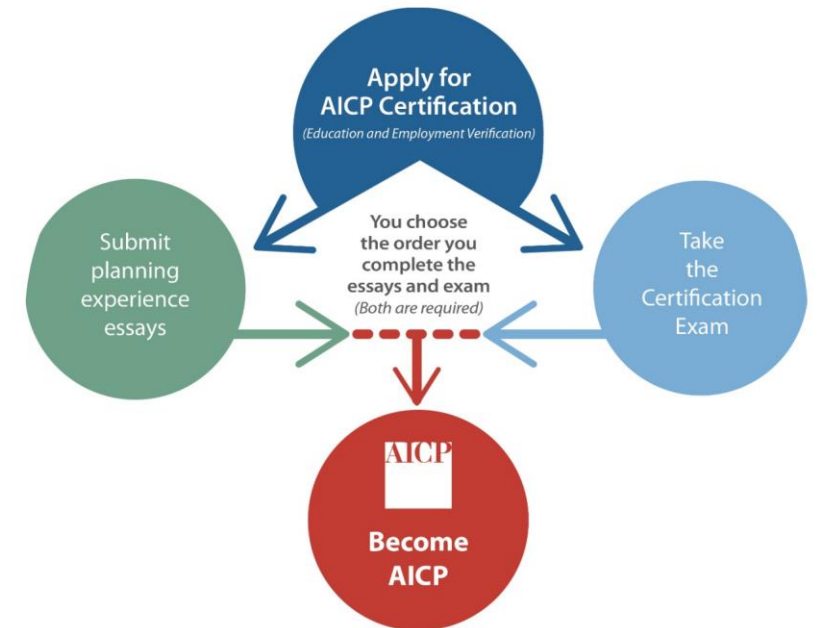 Apply for
AICP Certification
(Education and Employment Verification)
You choose
the order you
complete the
essays and exam
(Both are required)
Submit
planning
experience
essays
Take
the
Certification
Exam
AICP
Become
AICP